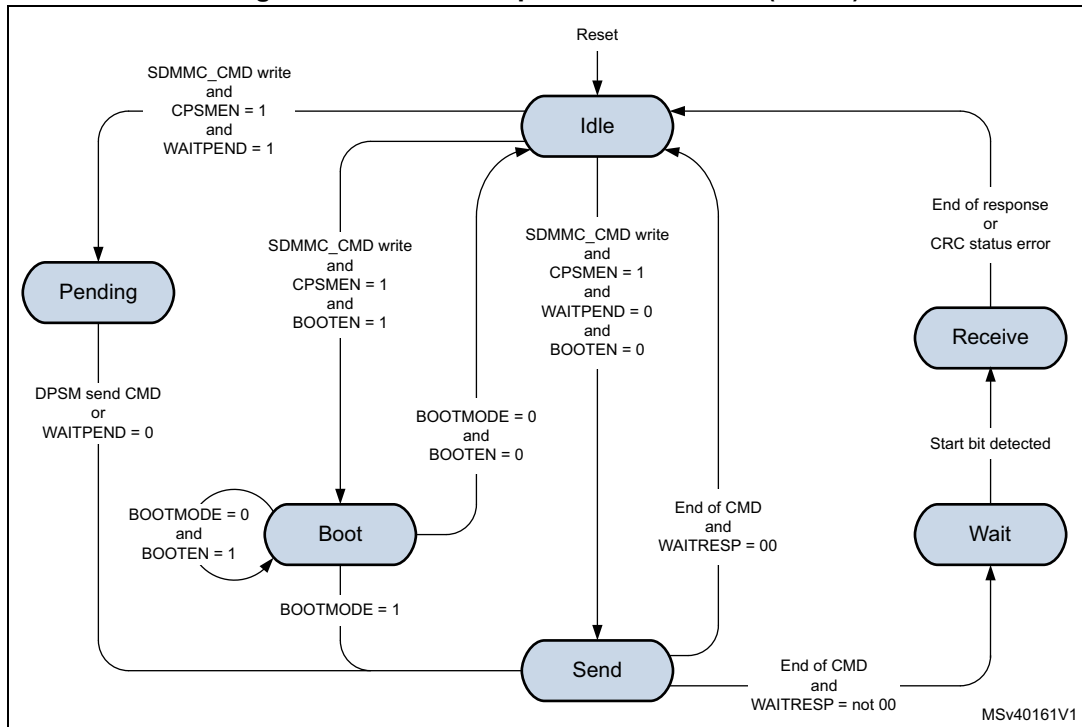 Reset
SDMMC_CMD write
and
CPSMEN = 1
and
WAITPEND = 1
Idle
End of response
or
CRC status error
SDMMC_CMD write
and
CPSMEN = 1
and
BOOTEN = 1
SDMMC_CMD write
and
CPSMEN = 1
and
WAITPEND = 0
and
BOOTEN = 0
Pending
Receive
DPSM send CMD
or
WAITPEND = 0
BOOTMODE = 0
and
BOOTEN = 0
Start bit detected
BOOTMODE = 0
and
BOOTEN = 1
Boot
End of CMD
and
WAITRESP = 00
Wait
BOOTMODE = 1
Send
End of CMD
and
WAITRESP = not 00
MSv40161V1